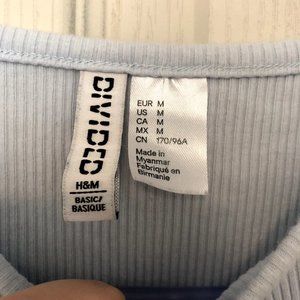 DIVIDED
H&M
BASIC/
BASIQUE
EUR M
US M
CA M
MX M
CN 170/96A
Made in
Myanmar
Fabriqué en
Birmanie